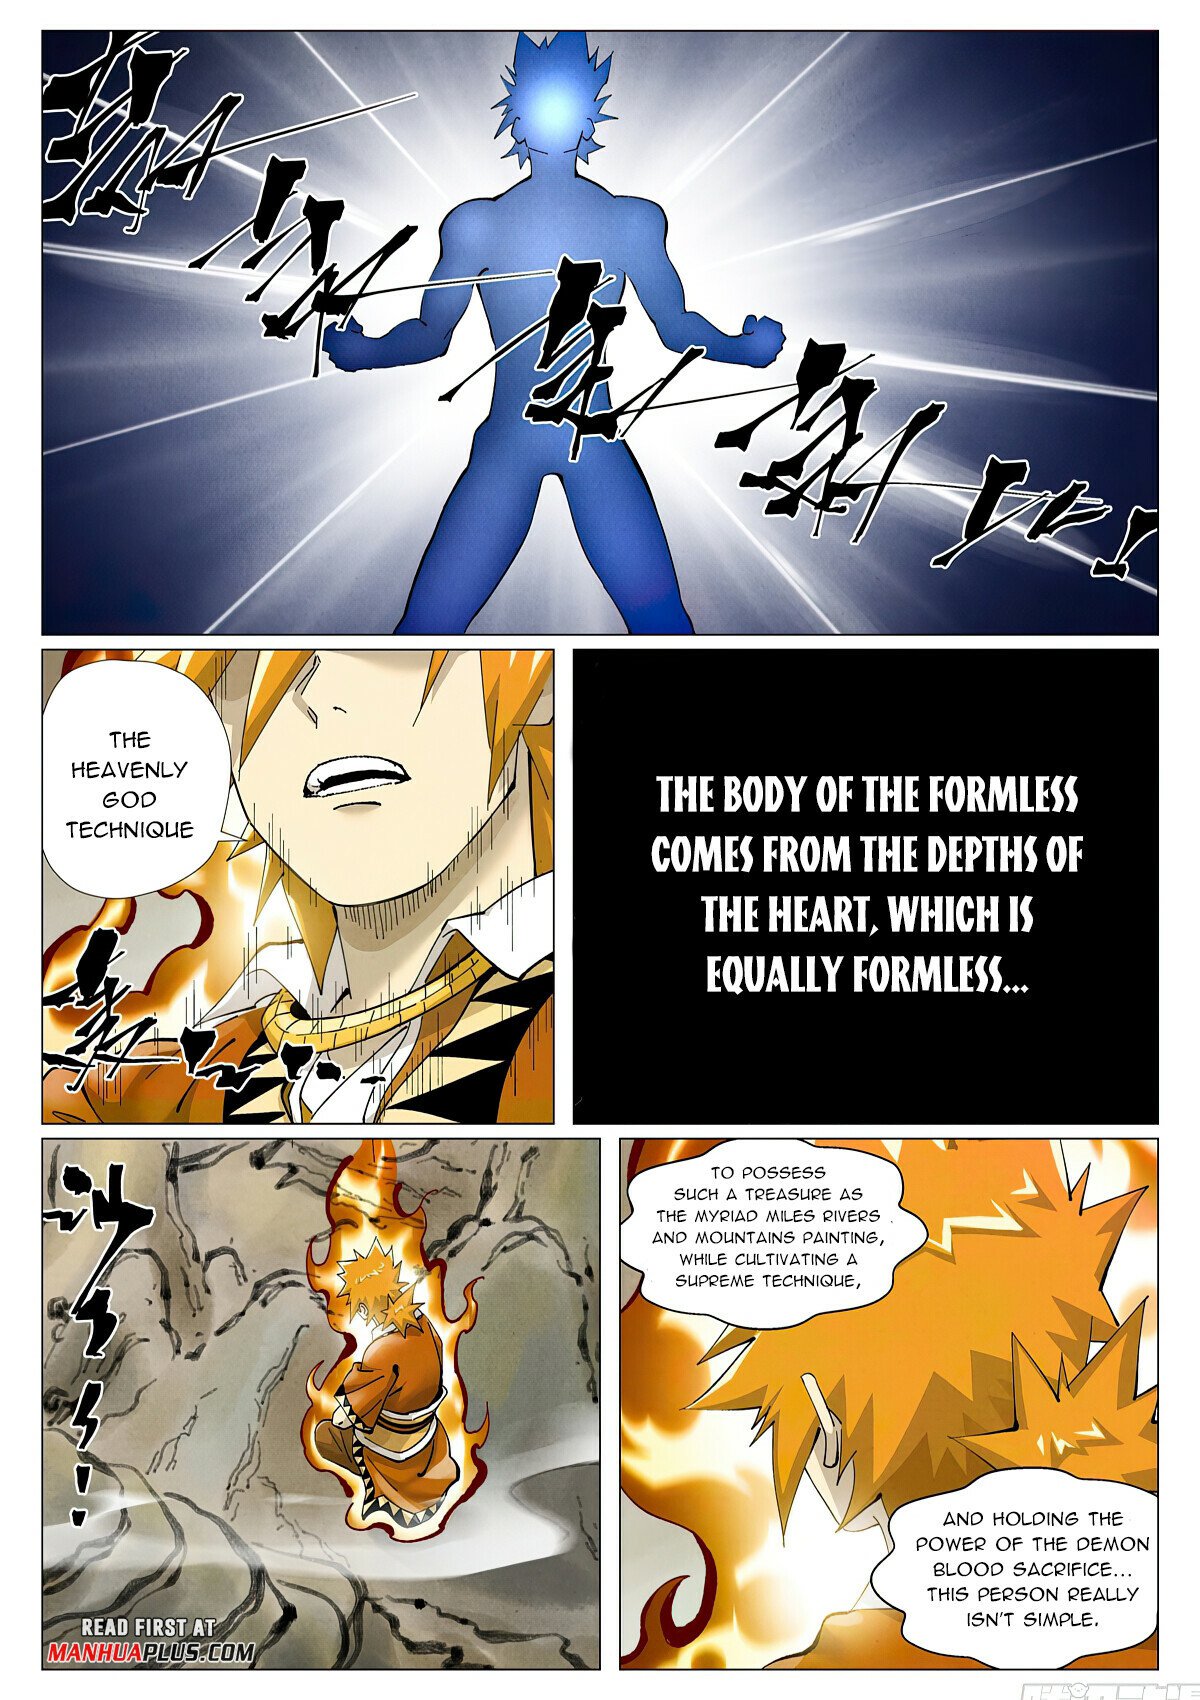 THE
HEAVENLY
GOD
TECHNIQUE
THE BODY OF THE FORMLESS
COMES FROM THE DEPTHS OF
THE HEART, WHICH IS
EQUALLY FORMLESS...
TO POSSESS
SUCH A TREASURE AS
THE MYRIAD MILES RIVERS
AND MOUNTAINS PAINTING,
WHILE CULTIVATING A
SUPREME TECHNIQUE,
AND HOLDING THE
POWER OF THE DEMON
BLOOD SACRIFICE...
THIS PERSON REALLY
ISN'T SIMPLE.
READ FIRST AT
MANHUAPLUS.COM